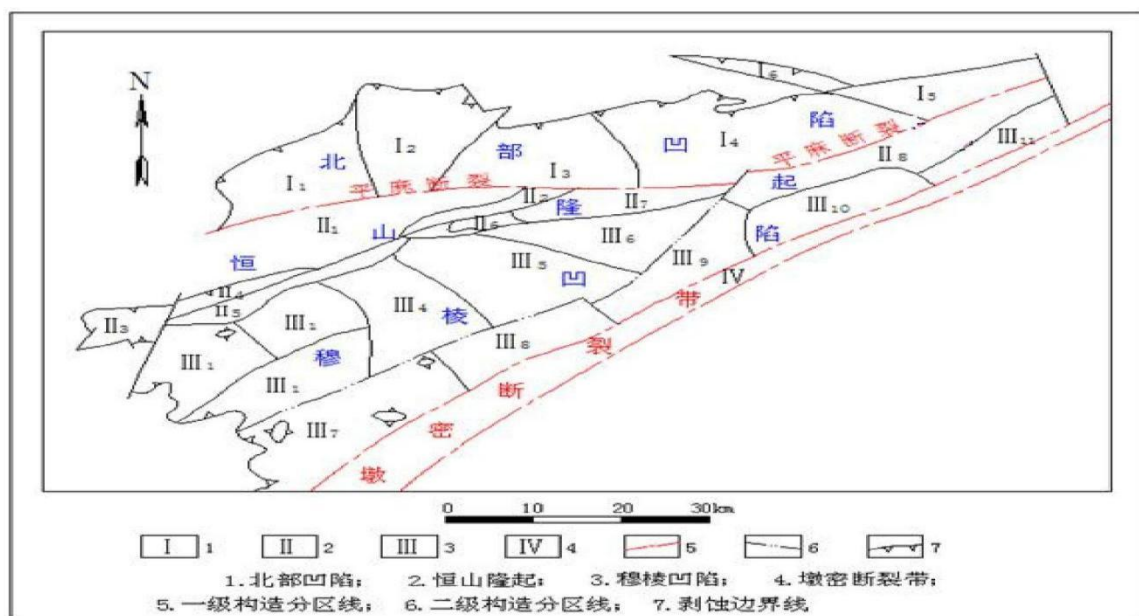 N
I₆
I₅
陷
I₂
部
凹
I₄
平麻断裂
Ⅲ₁₁
北
I₃
Ⅱ₈
I₁
平麻断裂
起
Ⅱ₂
隆
Ⅱ₇
Ⅲ₁₀
Ⅱ₁
山
Ⅱ₆
Ⅲ₆
陷
恒
Ⅲ₅
凹
Ⅲ₉
Ⅳ
Ⅱ₄
Ⅱ₅
Ⅲ₄
Ⅱ₃
Ⅲ₁
棱
Ⅲ₈
Ⅲ₁
穆
Ⅲ₁
Ⅲ₇
墩密断裂带
0 10 20 30km
Ⅰ 1 Ⅱ 2 Ⅲ 3 Ⅳ 4 5 6 7
1.北部凹陷； 2.恒山隆起； 3.穆棱凹陷； 4.墩密断裂带；
5.一级构造分区线； 6.二级构造分区线； 7.剥蚀边界线